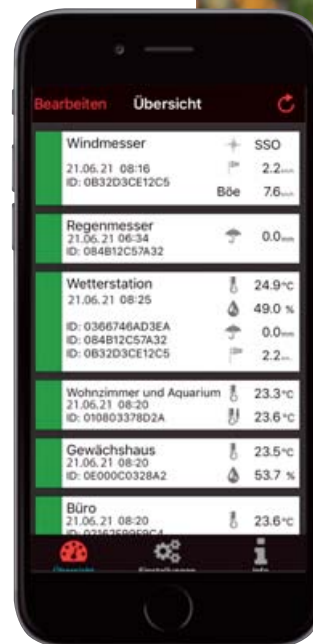 Bearbeiten Übersicht
Windmesser SSO
21.06.21 08:16 2.2
ID: 0B32D3CE12C5
Böe 7.6
Regenmesser
21.06.21 06:34 0.0
ID: 084B12C57A32
Wetterstation 24.9°C
21.06.21 08:25
49.0 %
ID: 0366746AD3EA 0.0
ID: 084B12C57A32
ID: 0B32D3CE12C5 2.2
Wohnzimmer und Aquarium 23.3°C
21.06.21 08:20
ID: 010803378D2A 23.6°C
Gewächshaus 23.5°C
21.06.21 08:20
ID: 0E000C0328A2 53.7 %
Büro
21.06.21 08:20 23.6°C
Übersicht Einstellungen Info